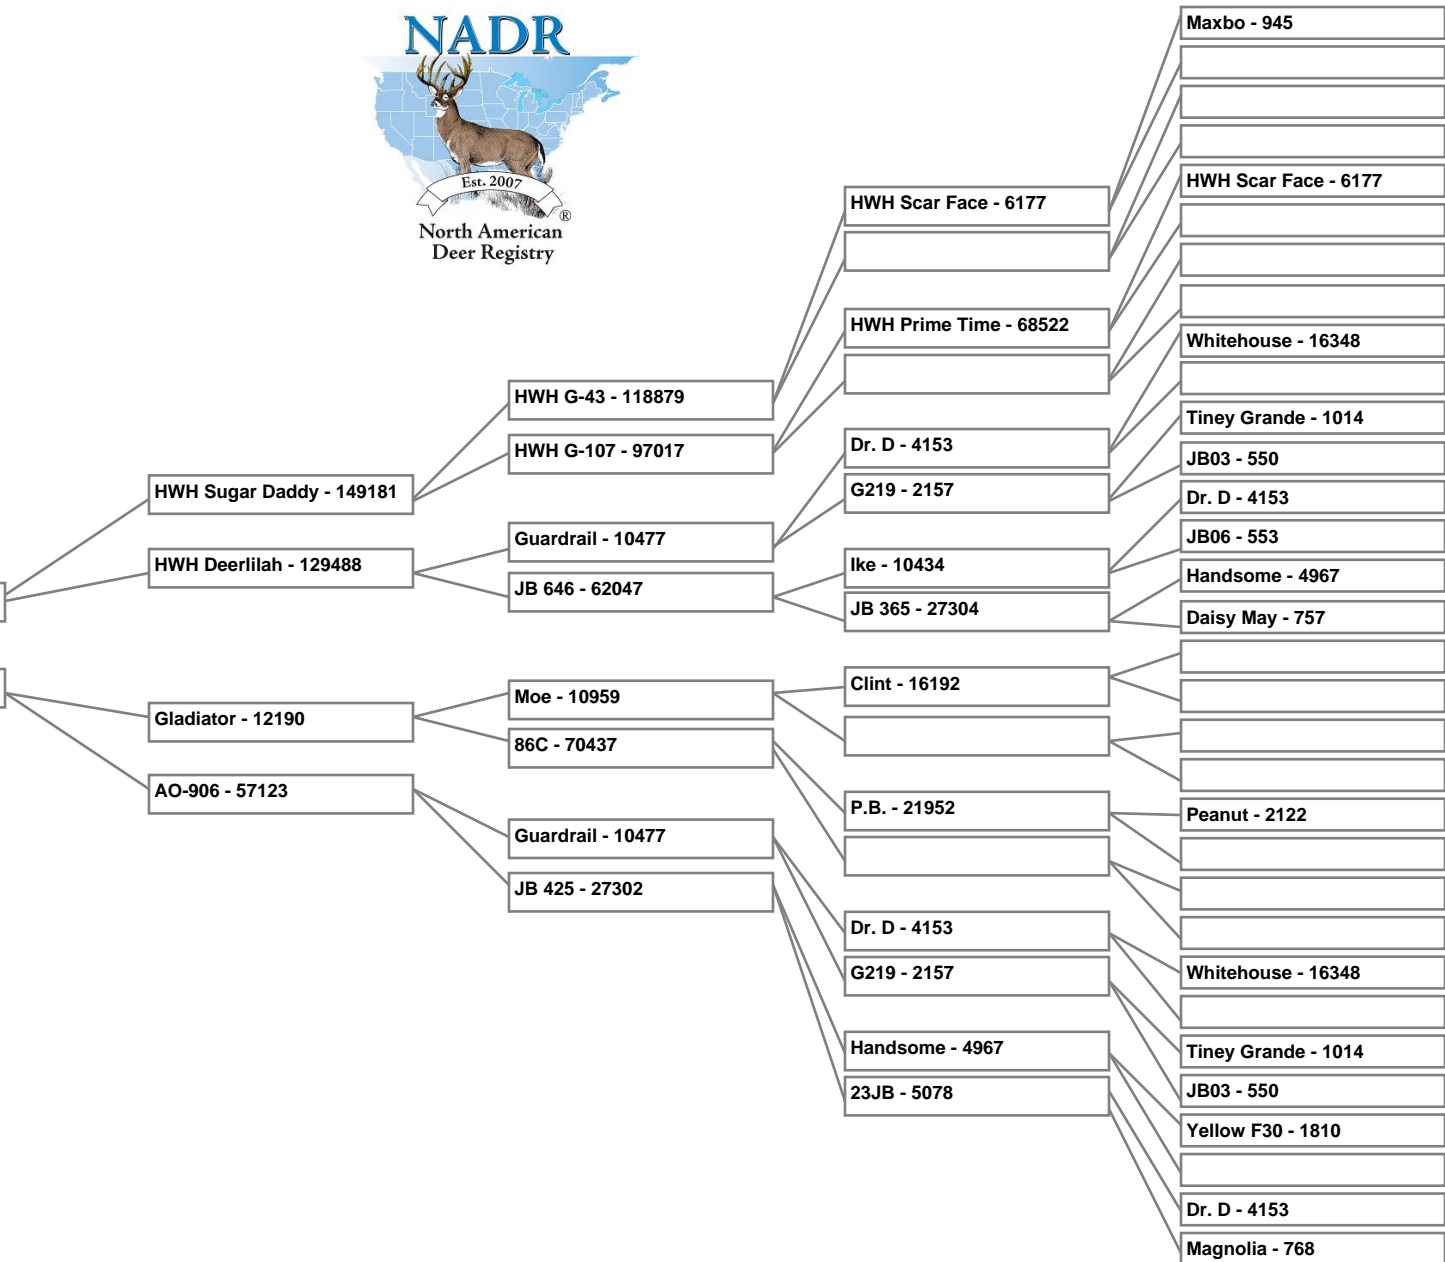 NADR
Est. 2007
®
North American
Deer Registry
HWH Sugar Daddy - 149181
HWH Deerlilah - 129488
Gladiator - 12190
AO-906 - 57123
HWH G-43 - 118879
HWH G-107 - 97017
Guardrail - 10477
JB 646 - 62047
Moe - 10959
86C - 70437
Guardrail - 10477
JB 425 - 27302
HWH Scar Face - 6177
HWH Prime Time - 68522
Dr. D - 4153
G219 - 2157
Ike - 10434
JB 365 - 27304
Clint - 16192
P.B. - 21952
Dr. D - 4153
G219 - 2157
Handsome - 4967
23JB - 5078
Maxbo - 945
HWH Scar Face - 6177
Whitehouse - 16348
Tiney Grande - 1014
JB03 - 550
Dr. D - 4153
JB06 - 553
Handsome - 4967
Daisy May - 757
Peanut - 2122
Whitehouse - 16348
Tiney Grande - 1014
JB03 - 550
Yellow F30 - 1810
Dr. D - 4153
Magnolia - 768